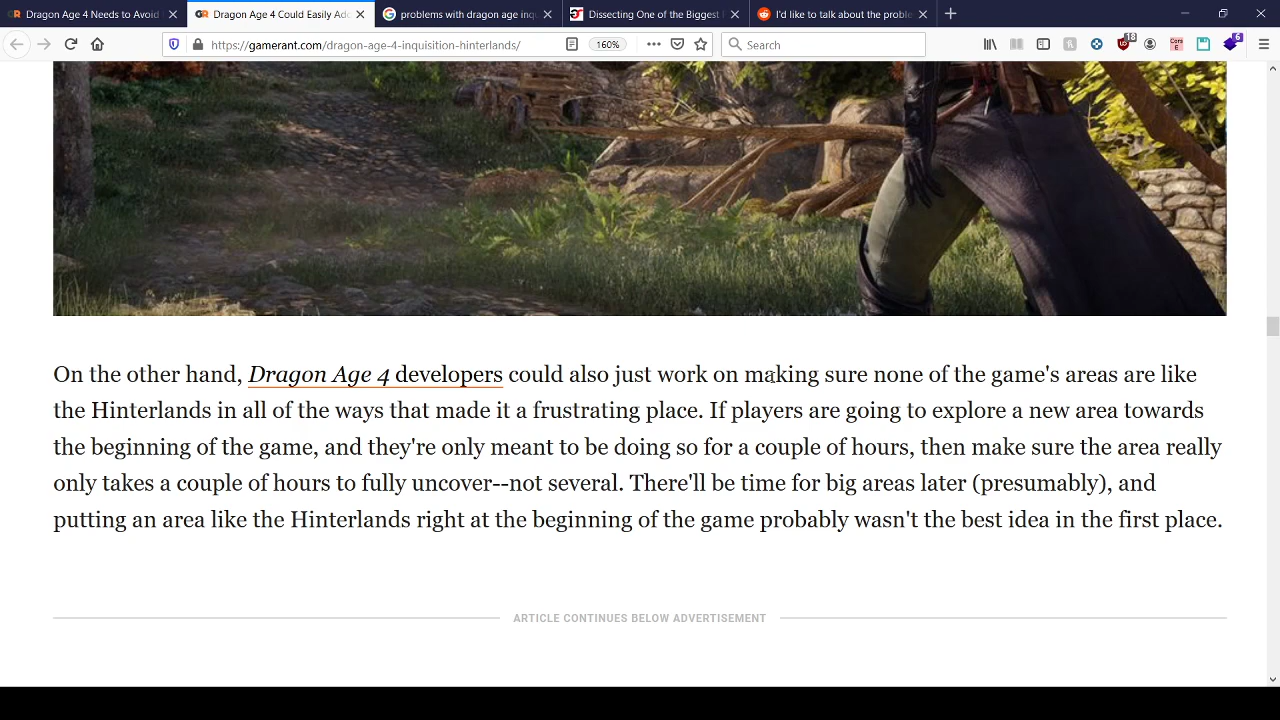 Dragon Age 4 Needs to Avoid
Dragon Age 4 Could Easily Ad
problems with dragon age inq
Dissecting One of the Biggest
I'd like to talk about the proble
https://gamerant.com/dragon-age-4-inquisition-hinterlands/
160%
Search
18
6
On the other hand, Dragon Age 4 developers could also just work on making sure none of the game's areas are like
the Hinterlands in all of the ways that made it a frustrating place. If players are going to explore a new area towards
the beginning of the game, and they're only meant to be doing so for a couple of hours, then make sure the area really
only takes a couple of hours to fully uncover--not several. There'll be time for big areas later (presumably), and
putting an area like the Hinterlands right at the beginning of the game probably wasn't the best idea in the first place.
ARTICLE CONTINUES BELOW ADVERTISEMENT